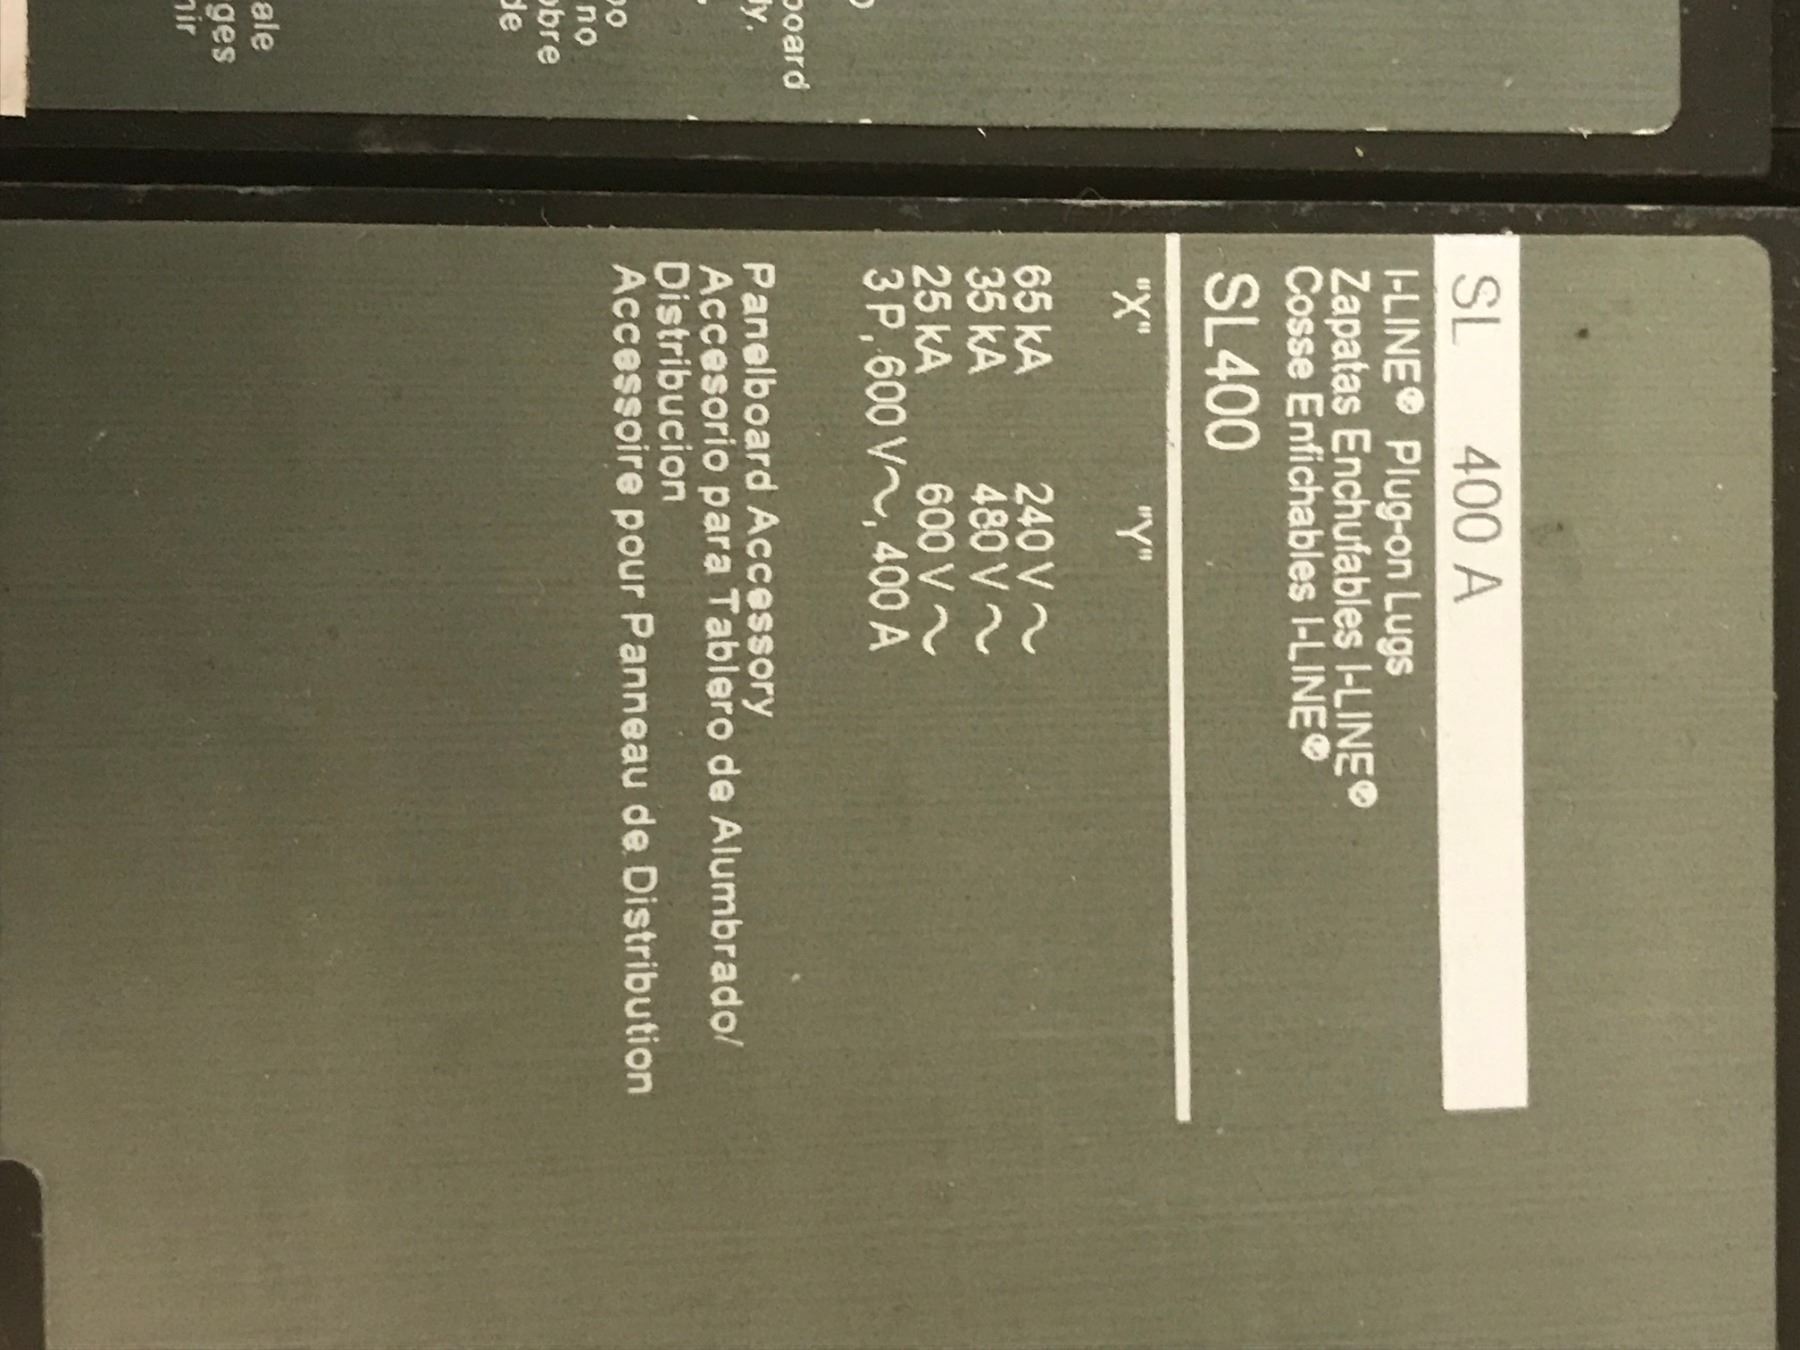 SL 400 A
I-LINE® Plug-on Lugs
Zapatas Enchufables I-LINE®
Cosse Enfichables I-LINE®
SL400
"X" "Y"
65 kA 240 V ~
35 kA 480 V ~
25 kA 600 V ~
3 P, 600 V~, 400 A
Panelboard Accessory
Accesorio para Tablero de Alumbrado/
Distribucion
Accessoire pour Panneau de Distribution